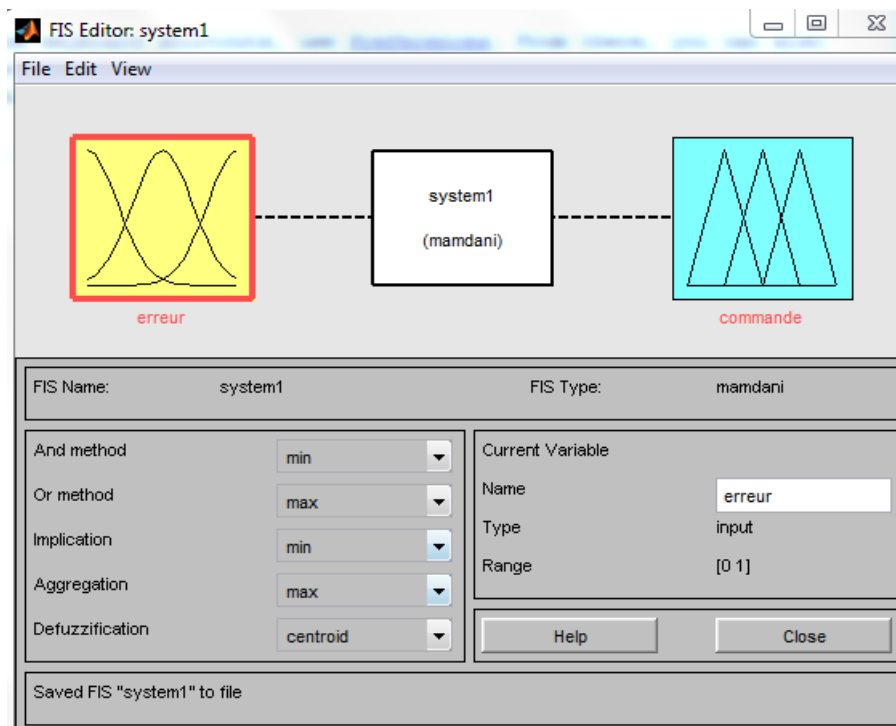 FIS Editor: system1
File Edit View
system1
(mamdani)
erreur
commande
FIS Name: system1 FIS Type: mamdani
And method min
Or method max
Implication min
Aggregation max
Defuzzification centroid
Current Variable
Name erreur
Type input
Range [0 1]
Help Close
Saved FIS "system1" to file